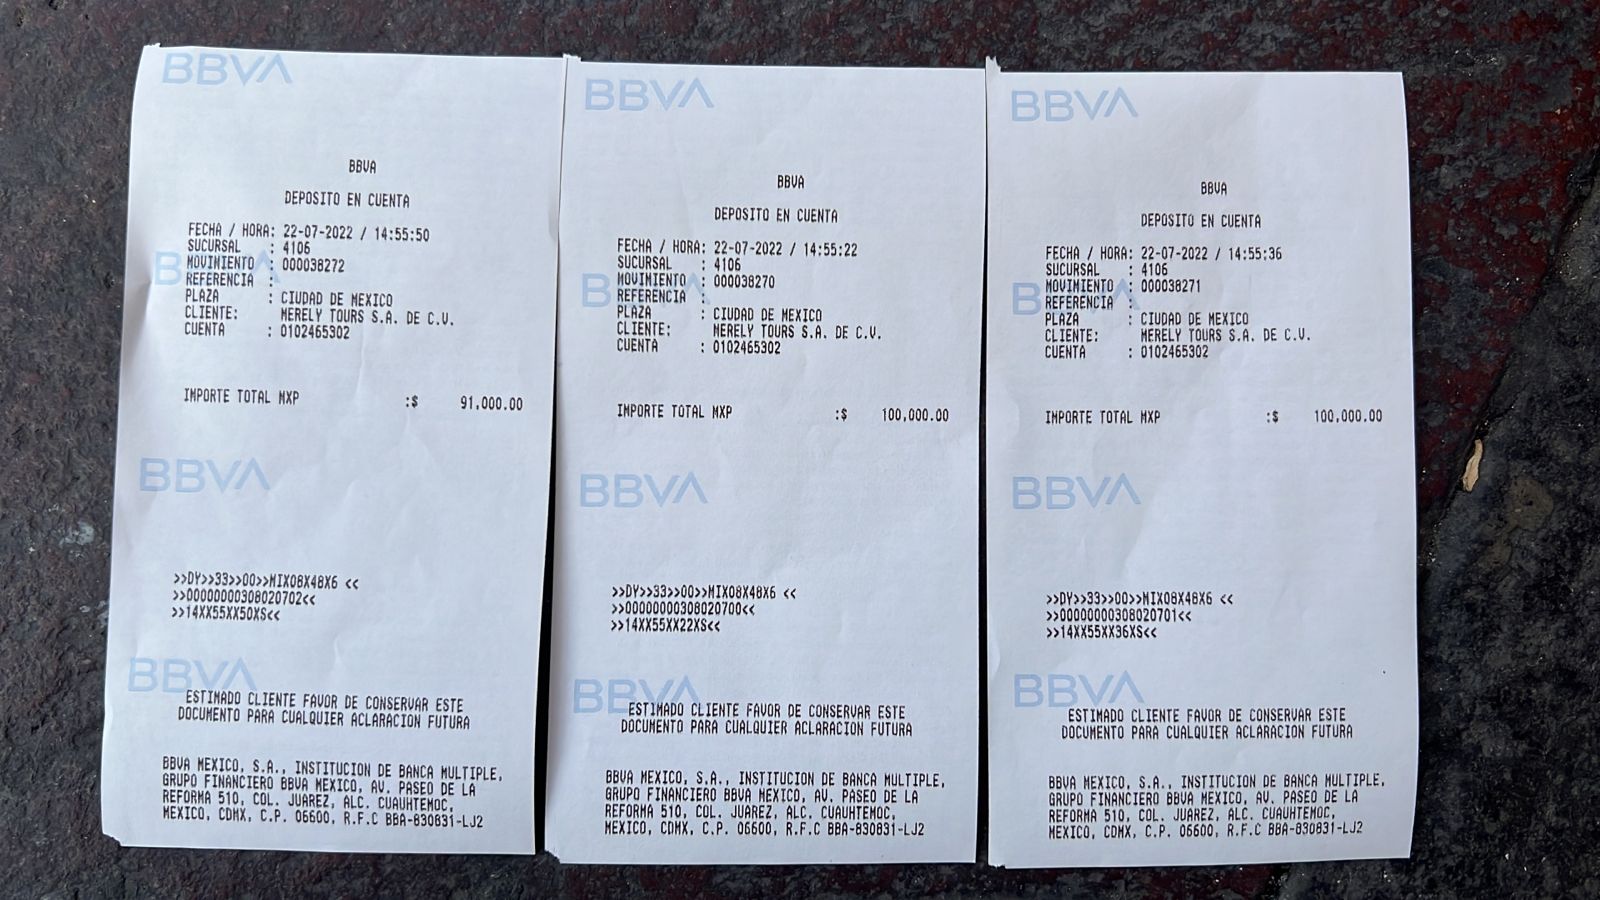 BBVA
BBVA
DEPOSITO EN CUENTA
FECHA / HORA: 22-07-2022 / 14:55:50
SUCURSAL : 4106
BBVA
MOVIMIENTO : 000038272
REFERENCIA :
PLAZA : CIUDAD DE MEXICO
CLIENTE: MERELY TOURS S.A. DE C.V.
CUENTA : 0102465302
IMPORTE TOTAL MXP :$ 91,000.00
BBVA
>>DY>>33>>00>>MIX08X48X6 <<
>>00000000308020702<<
>>14XX55XX50XS<<
BBVA
ESTIMADO CLIENTE FAVOR DE CONSERVAR ESTE
DOCUMENTO PARA CUALQUIER ACLARACION FUTURA
BBVA MEXICO, S.A., INSTITUCION DE BANCA MULTIPLE,
GRUPO FINANCIERO BBVA MEXICO, AV. PASEO DE LA
REFORMA 510, COL. JUAREZ, ALC. CUAUHTEMOC,
MEXICO, CDMX, C.P. 06600, R.F.C BBA-830831-LJ2
BBVA
BBVA
DEPOSITO EN CUENTA
FECHA / HORA: 22-07-2022 / 14:55:22
SUCURSAL : 4106
BBVA
MOVIMIENTO : 000038270
REFERENCIA :
PLAZA : CIUDAD DE MEXICO
CLIENTE: MERELY TOURS S.A. DE C.V.
CUENTA : 0102465302
IMPORTE TOTAL MXP :$ 100,000.00
BBVA
>>DY>>33>>00>>MIX08X48X6 <<
>>00000000308020700<<
>>14XX55XX22XS<<
BBVA
ESTIMADO CLIENTE FAVOR DE CONSERVAR ESTE
DOCUMENTO PARA CUALQUIER ACLARACION FUTURA
BBVA MEXICO, S.A., INSTITUCION DE BANCA MULTIPLE,
GRUPO FINANCIERO BBVA MEXICO, AV. PASEO DE LA
REFORMA 510, COL. JUAREZ, ALC. CUAUHTEMOC,
MEXICO, CDMX, C.P. 06600, R.F.C BBA-830831-LJ2
BBVA
BBVA
DEPOSITO EN CUENTA
FECHA / HORA: 22-07-2022 / 14:55:36
SUCURSAL : 4106
BBVA
MOVIMIENTO : 000038271
REFERENCIA :
PLAZA : CIUDAD DE MEXICO
CLIENTE: MERELY TOURS S.A. DE C.V.
CUENTA : 0102465302
IMPORTE TOTAL MXP :$ 100,000.00
BBVA
>>DY>>33>>00>>MIX08X48X6 <<
>>00000000308020701<<
>>14XX55XX36XS<<
BBVA
ESTIMADO CLIENTE FAVOR DE CONSERVAR ESTE
DOCUMENTO PARA CUALQUIER ACLARACION FUTURA
BBVA MEXICO, S.A., INSTITUCION DE BANCA MULTIPLE,
GRUPO FINANCIERO BBVA MEXICO, AV. PASEO DE LA
REFORMA 510, COL. JUAREZ, ALC. CUAUHTEMOC,
MEXICO, CDMX, C.P. 06600, R.F.C BBA-830831-LJ2